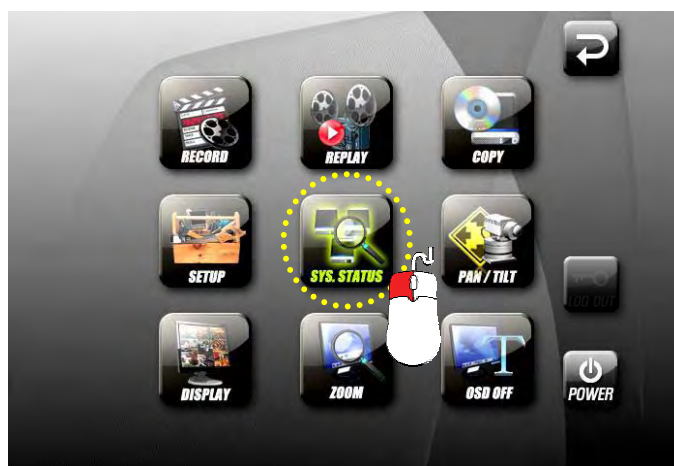 RECORD
REPLAY
COPY
SETUP
SYS. STATUS
PAN / TILT
LOG OUT
DISPLAY
ZOOM
OSD OFF
POWER